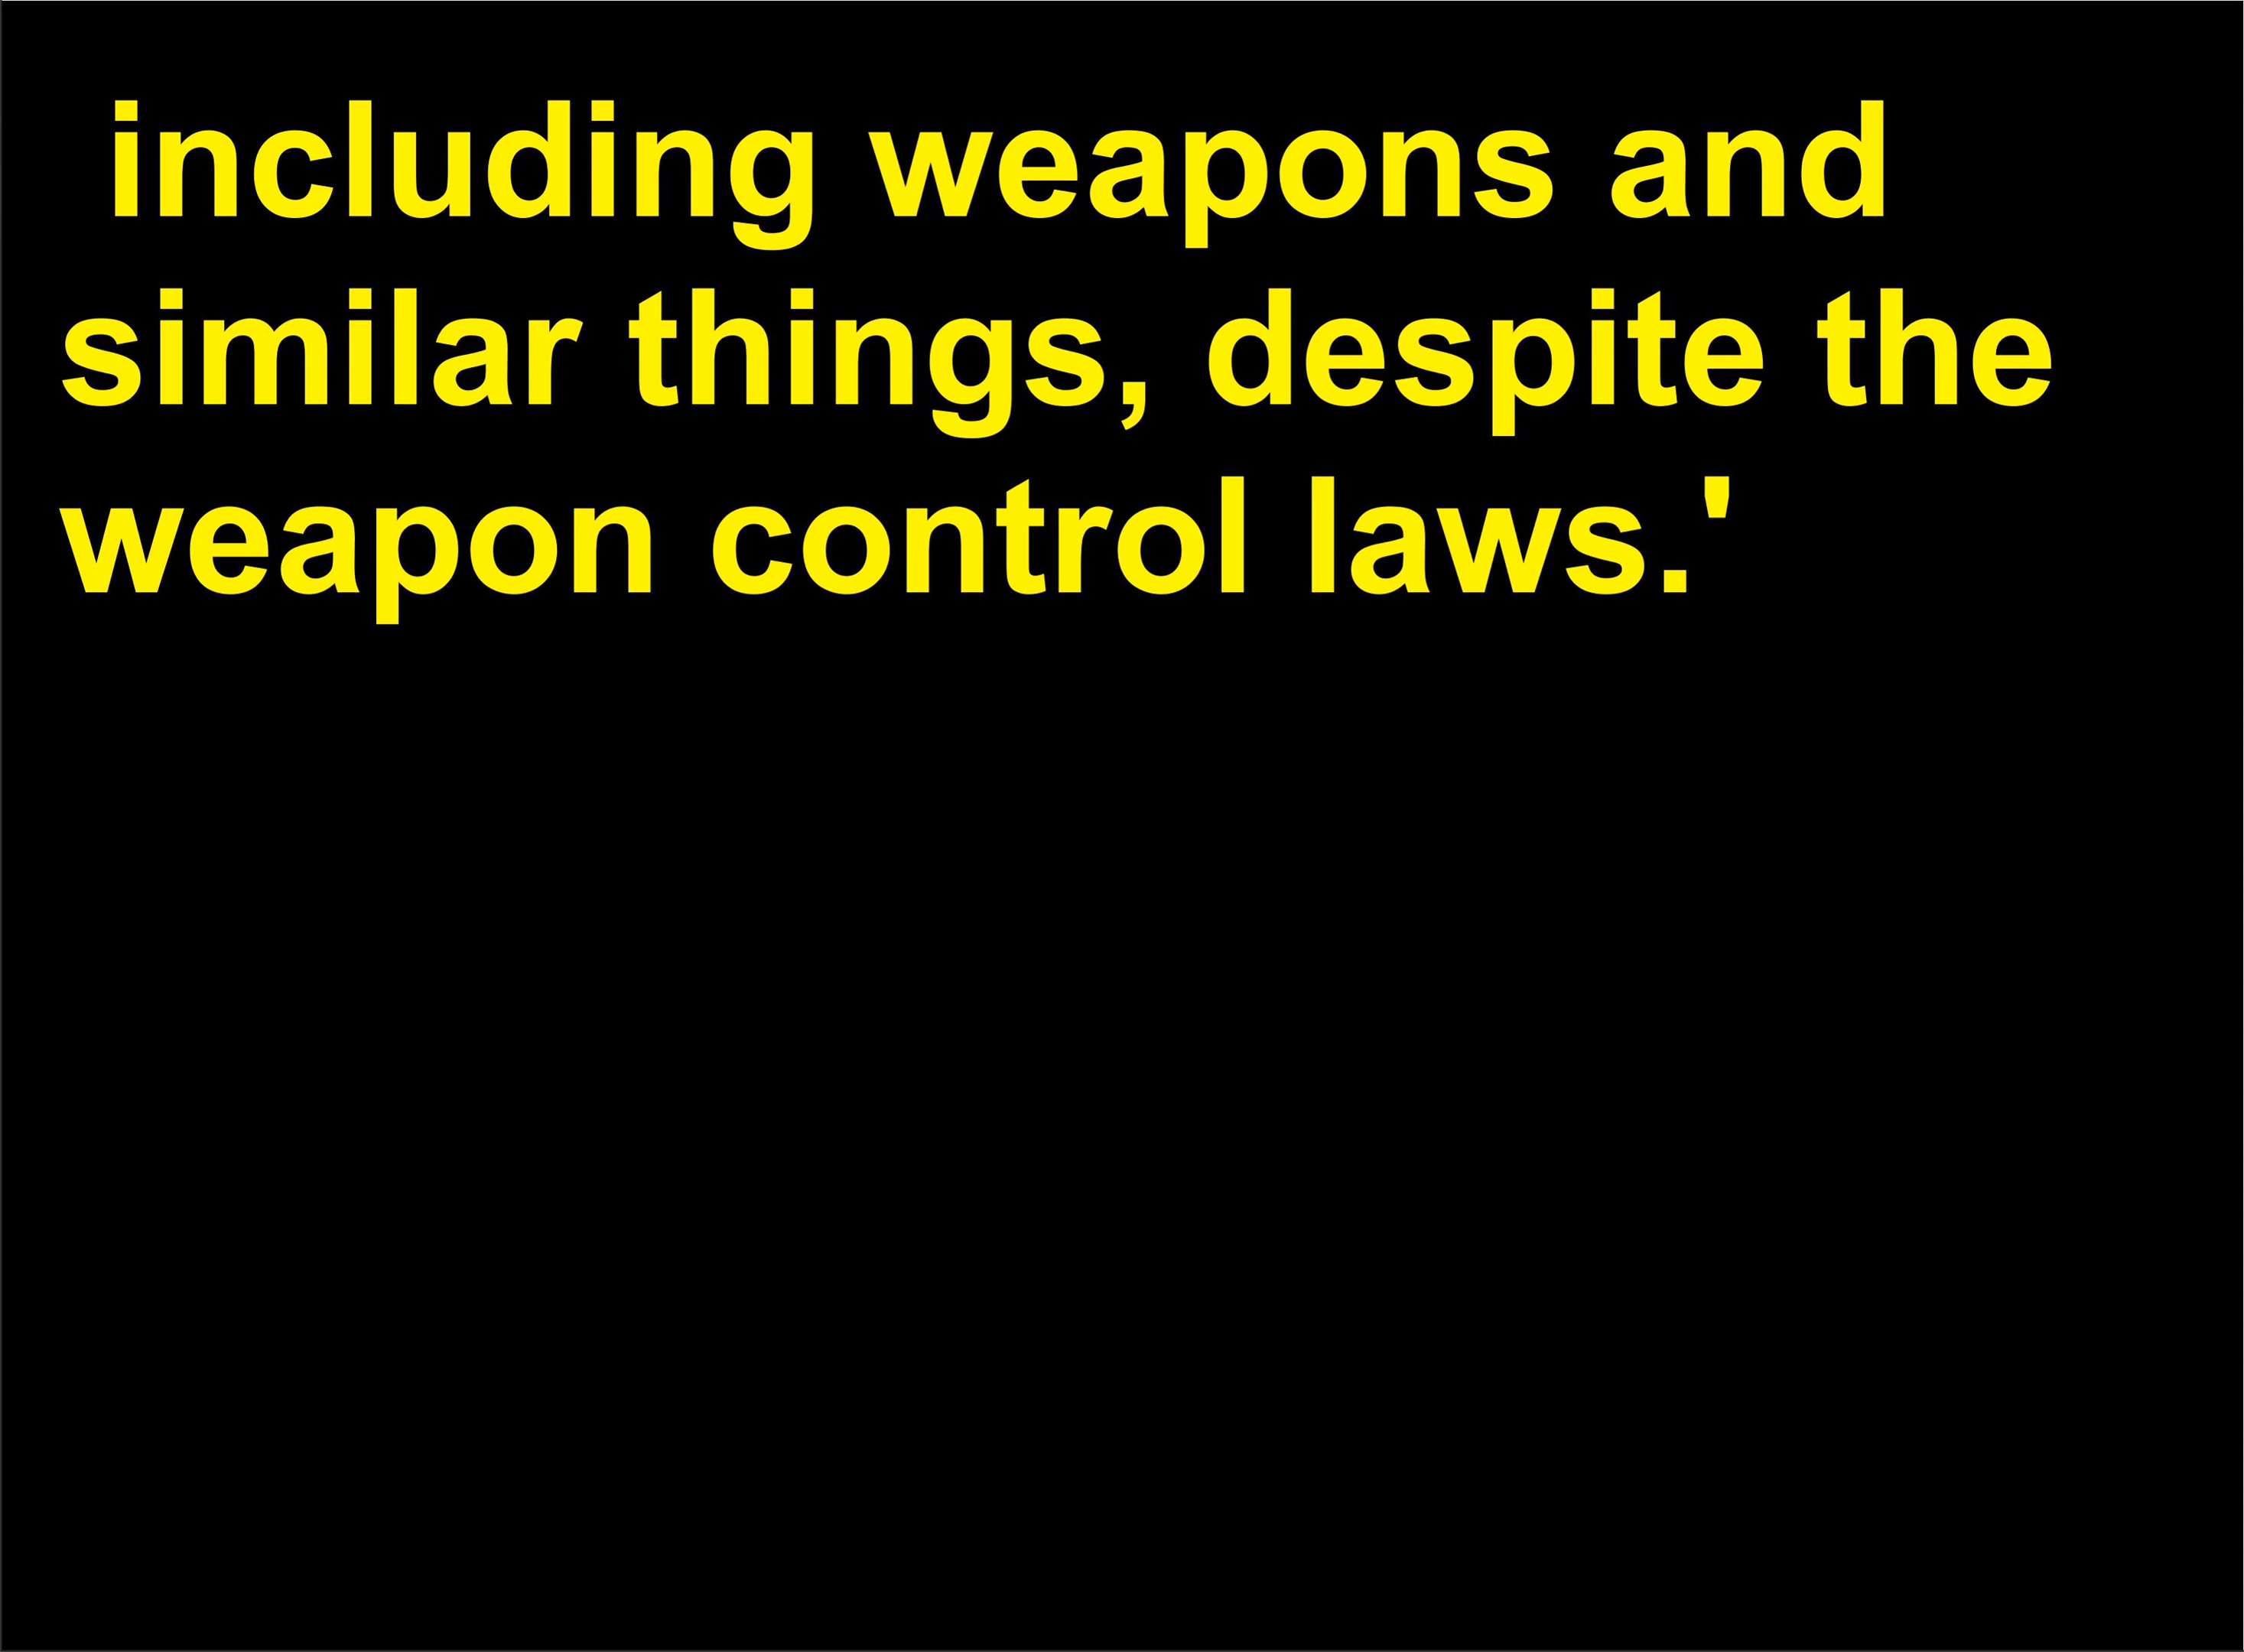 including weapons and
similar things, despite the
weapon control laws.'